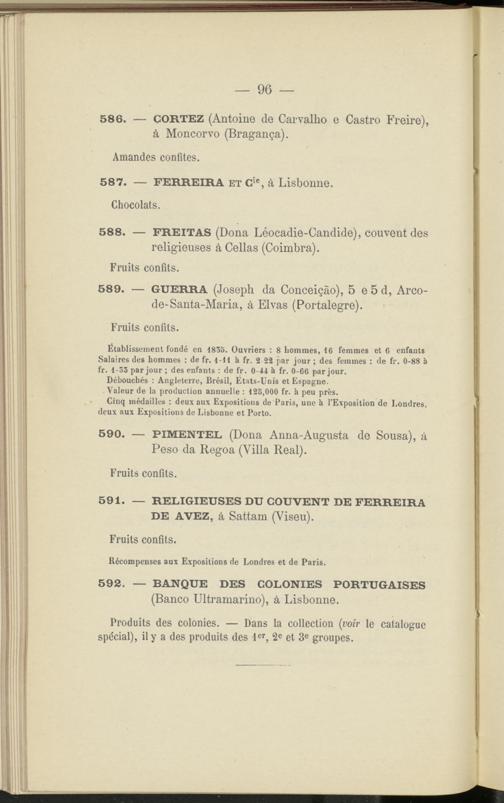 — 96 —
586. — CORTEZ (Antoine de Carvalho e Castro Freire),
á Moncorvo (Bragança).
Amandes confites.
587. — FERREIRA ET Cie, á Lisbonne.
Chocolats.
588. — FREITAS (Dona Léocadie-Candide), couvent des
religieuses á Cellas (Coimbra).
Fruits confits.
589. — GUERRA (Joseph da Conceição), 5 e 5 d, Arco-
de-Santa-Maria, á Elvas (Portalegre).
Fruits confits.
Établissement fondé en 1835. Ouvriers : 8 hommes, 16 femmes et 6 enfants
Salaires des hommes : de fr. 1-11 à fr. 2-22 par jour ; des femmes : de fr. 0-88 à
fr. 1-55 par jour ; des enfants : de fr. 0-44 à fr. 0-66 par jour.
Débouchés : Angleterre, Brésil, États-Unis et Espagne.
Valeur de la production annuelle : 125,000 fr. à peu près.
Cinq médailles : deux aux Expositions de Paris, une à l'Exposition de Londres,
deux aux Expositions de Lisbonne et Porto.
590. — PIMENTEL (Dona Anna-Augusta de Sousa), á
Peso da Regoa (Villa Real).
Fruits confits.
591. — RELIGIEUSES DU COUVENT DE FERREIRA
DE AVEZ, á Sattam (Viseu).
Fruits confits.
Récompenses aux Expositions de Londres et de Paris.
592. — BANQUE DES COLONIES PORTUGAISES
(Banco Ultramarino), á Lisbonne.
Produits des colonies. — Dans la collection (voir le catalogue
spécial), il y a des produits des 1er, 2e et 3e groupes.